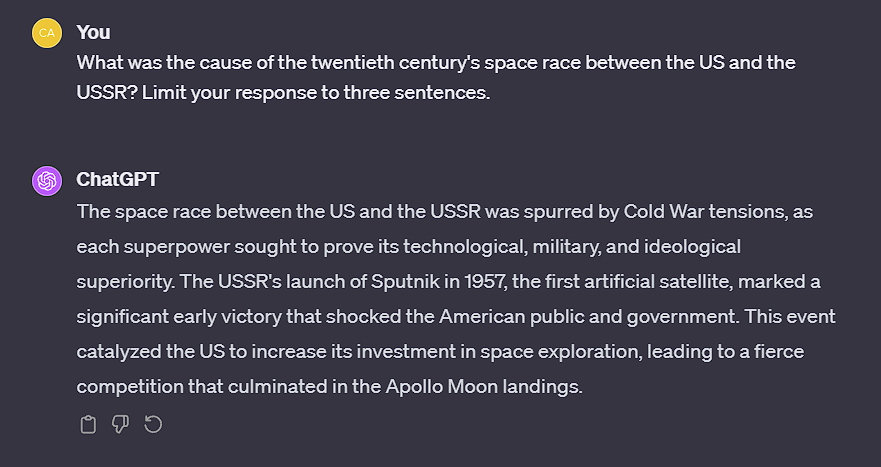 CA
You
What was the cause of the twentieth century's space race between the US and the
USSR? Limit your response to three sentences.
ChatGPT
The space race between the US and the USSR was spurred by Cold War tensions, as
each superpower sought to prove its technological, military, and ideological
superiority. The USSR's launch of Sputnik in 1957, the first artificial satellite, marked a
significant early victory that shocked the American public and government. This event
catalyzed the US to increase its investment in space exploration, leading to a fierce
competition that culminated in the Apollo Moon landings.